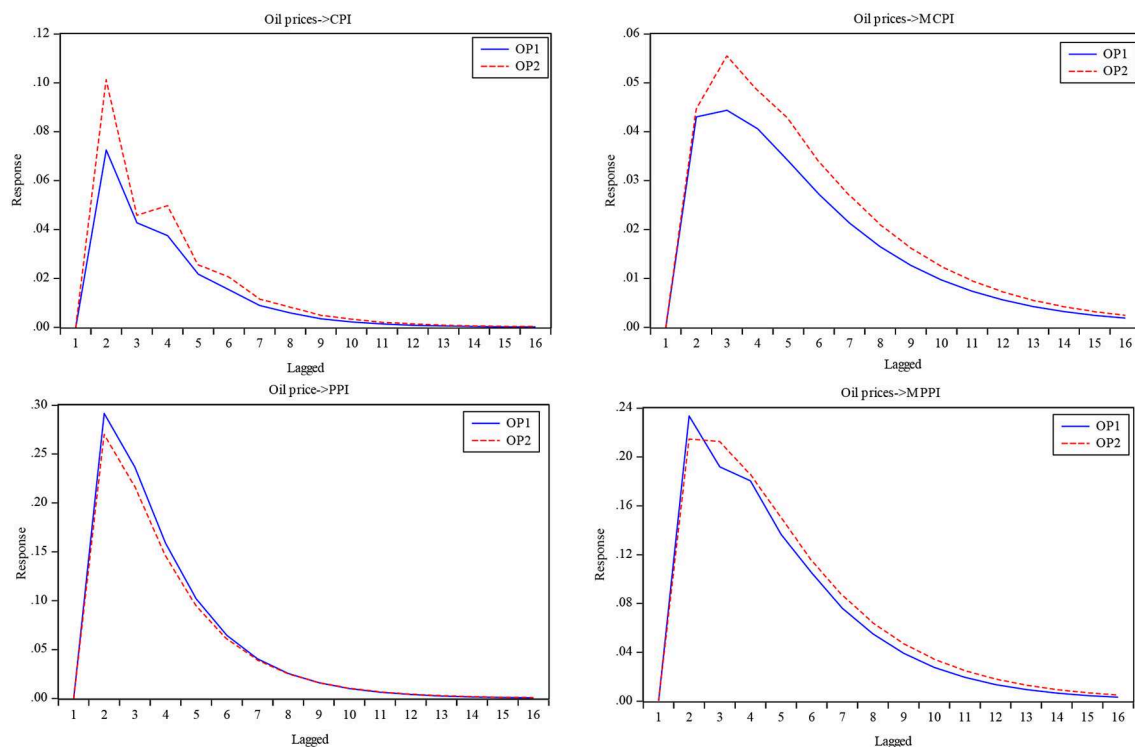 Oil prices->CPI
.12
.10
.08
.06
.04
.02
.00
Response
OP1
OP2
1 2 3 4 5 6 7 8 9 10 11 12 13 14 15 16
Lagged
Oil prices->MCPI
.06
.05
.04
.03
.02
.01
.00
Response
OP1
OP2
1 2 3 4 5 6 7 8 9 10 11 12 13 14 15 16
Lagged
Oil price->PPI
.30
.25
.20
.15
.10
.05
.00
Response
OP1
OP2
1 2 3 4 5 6 7 8 9 10 11 12 13 14 15 16
Lagged
Oil prices->MPPI
.24
.20
.16
.12
.08
.04
.00
Response
OP1
OP2
1 2 3 4 5 6 7 8 9 10 11 12 13 14 15 16
Lagged